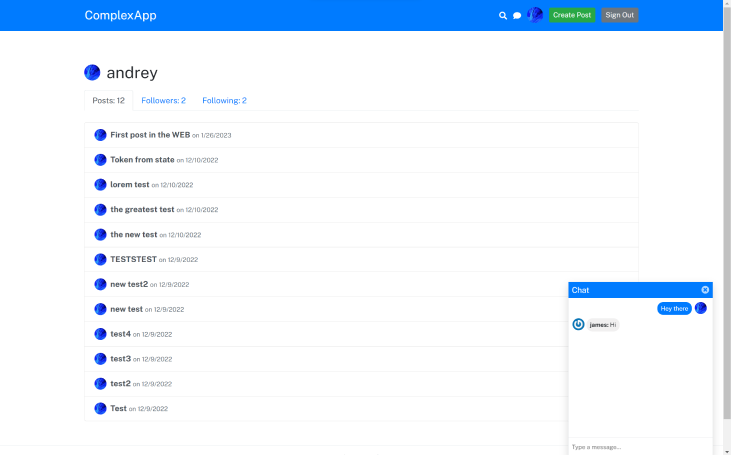 ComplexApp
Create Post
Sign Out
andrey
Posts: 12
Followers: 2
Following: 2
First post in the WEB on 1/26/2023
Token from state on 12/10/2022
lorem test on 12/10/2022
the greatest test on 12/10/2022
the new test on 12/10/2022
TESTSTEST on 12/9/2022
new test2 on 12/9/2022
new test on 12/9/2022
test4 on 12/9/2022
test3 on 12/9/2022
test2 on 12/9/2022
Test on 12/9/2022
Chat
Hey there
james: Hi
Type a message...